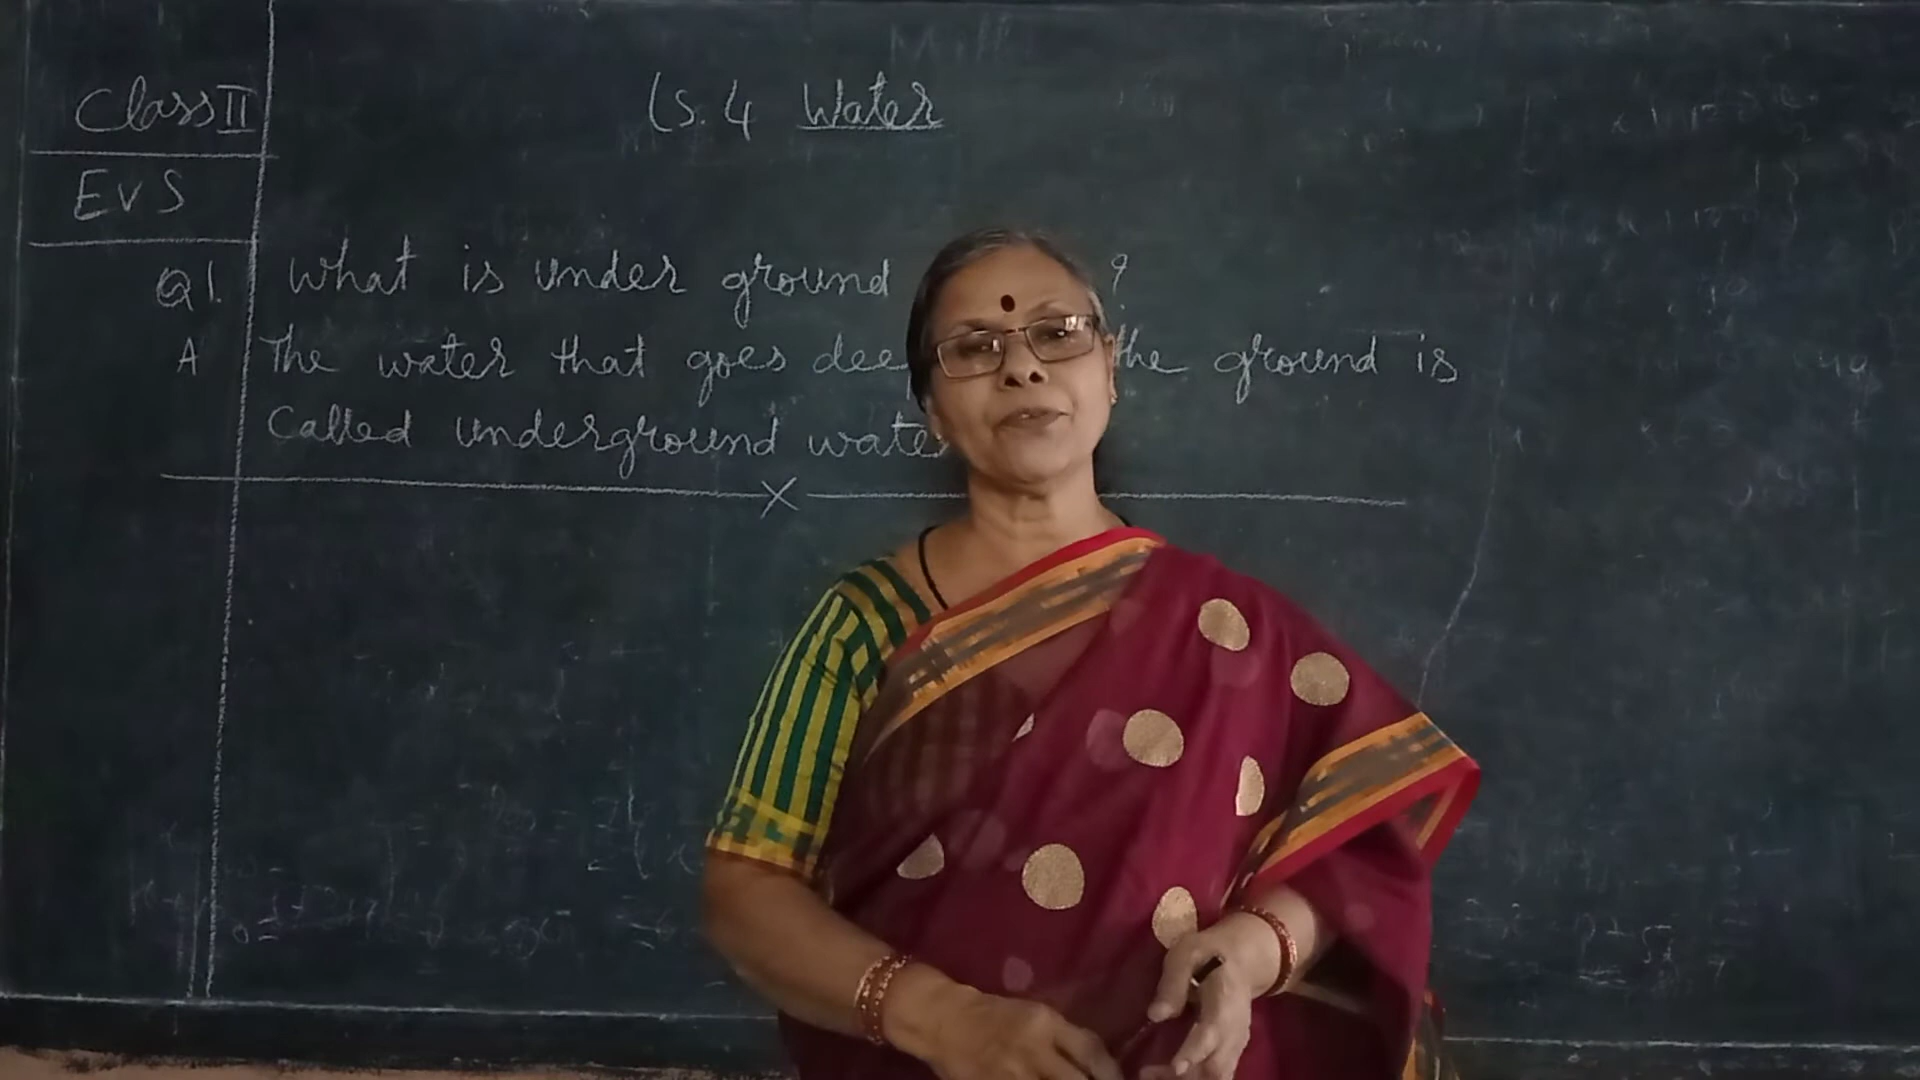 Class II
Ls. 4 Water
EVS
Q1. What is under ground ?
A The water that goes dee the ground is
Called underground wate